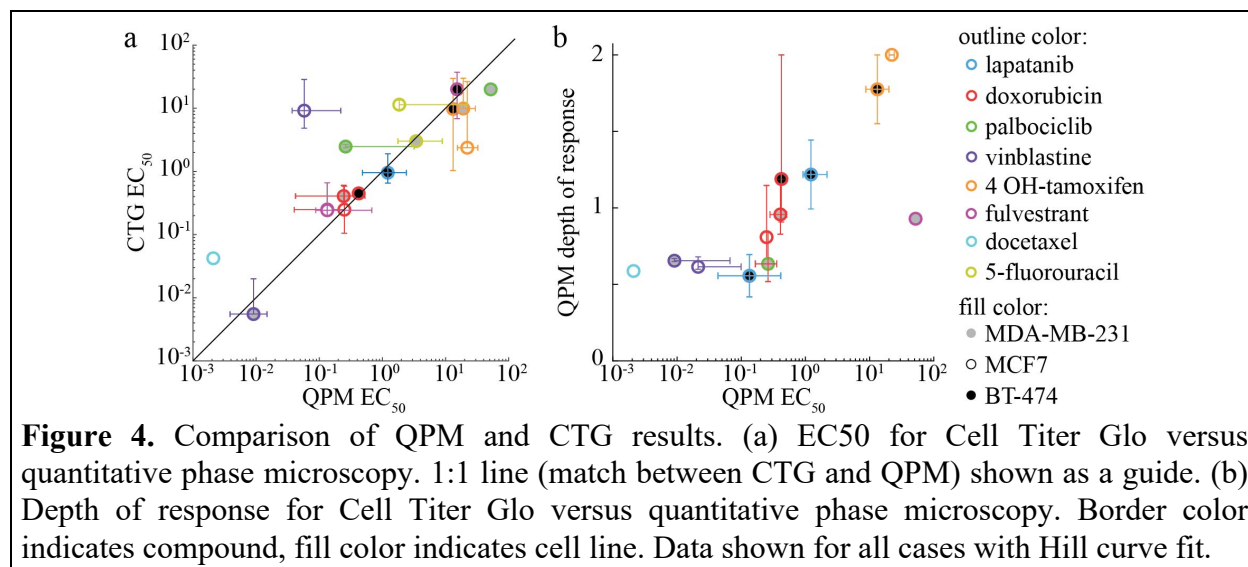 a
b
outline color:
lapatanib
doxorubicin
palbociclib
vinblastine
4 OH-tamoxifen
fulvestrant
docetaxel
5-fluorouracil
fill color:
MDA-MB-231
MCF7
BT-474
CTG EC50
10^2
10^1
10^0
10^-1
10^-2
10^-3
10^-3 10^-2 10^-1 10^0 10^1 10^2
QPM EC50
QPM depth of response
2
1
0
10^-3 10^-2 10^-1 10^0 10^1 10^2
QPM EC50
Figure 4. Comparison of QPM and CTG results. (a) EC50 for Cell Titer Glo versus
quantitative phase microscopy. 1:1 line (match between CTG and QPM) shown as a guide. (b)
Depth of response for Cell Titer Glo versus quantitative phase microscopy. Border color
indicates compound, fill color indicates cell line. Data shown for all cases with Hill curve fit.